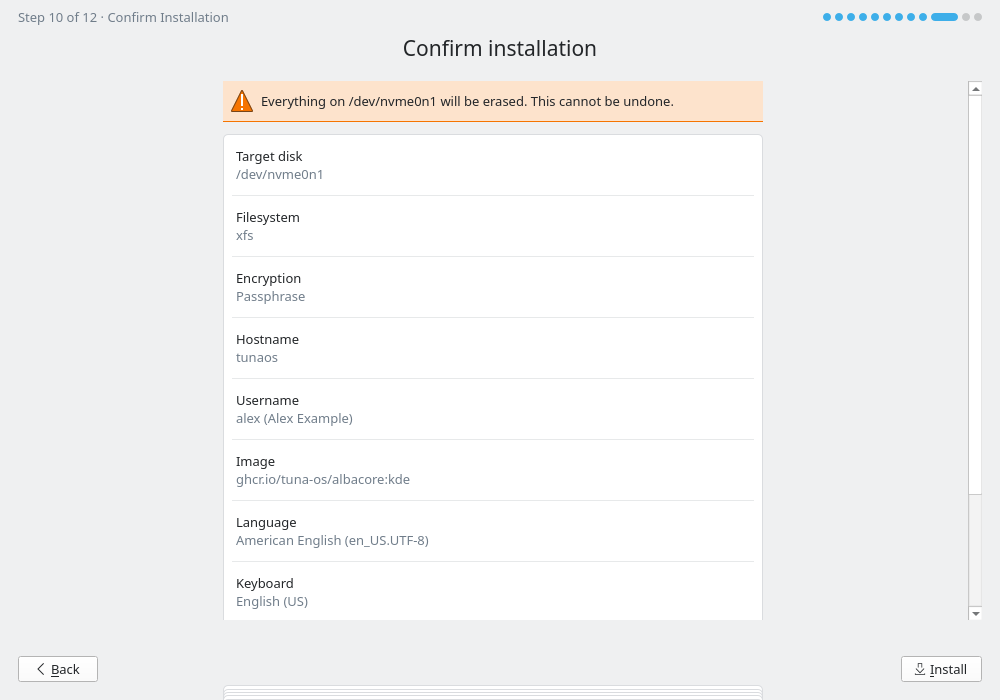 Step 10 of 12 · Confirm Installation
Confirm installation
Everything on /dev/nvme0n1 will be erased. This cannot be undone.
Target disk
/dev/nvme0n1
Filesystem
xfs
Encryption
Passphrase
Hostname
tunaos
Username
alex (Alex Example)
Image
ghcr.io/tuna-os/albacore:kde
Language
American English (en_US.UTF-8)
Keyboard
English (US)
Back
Install